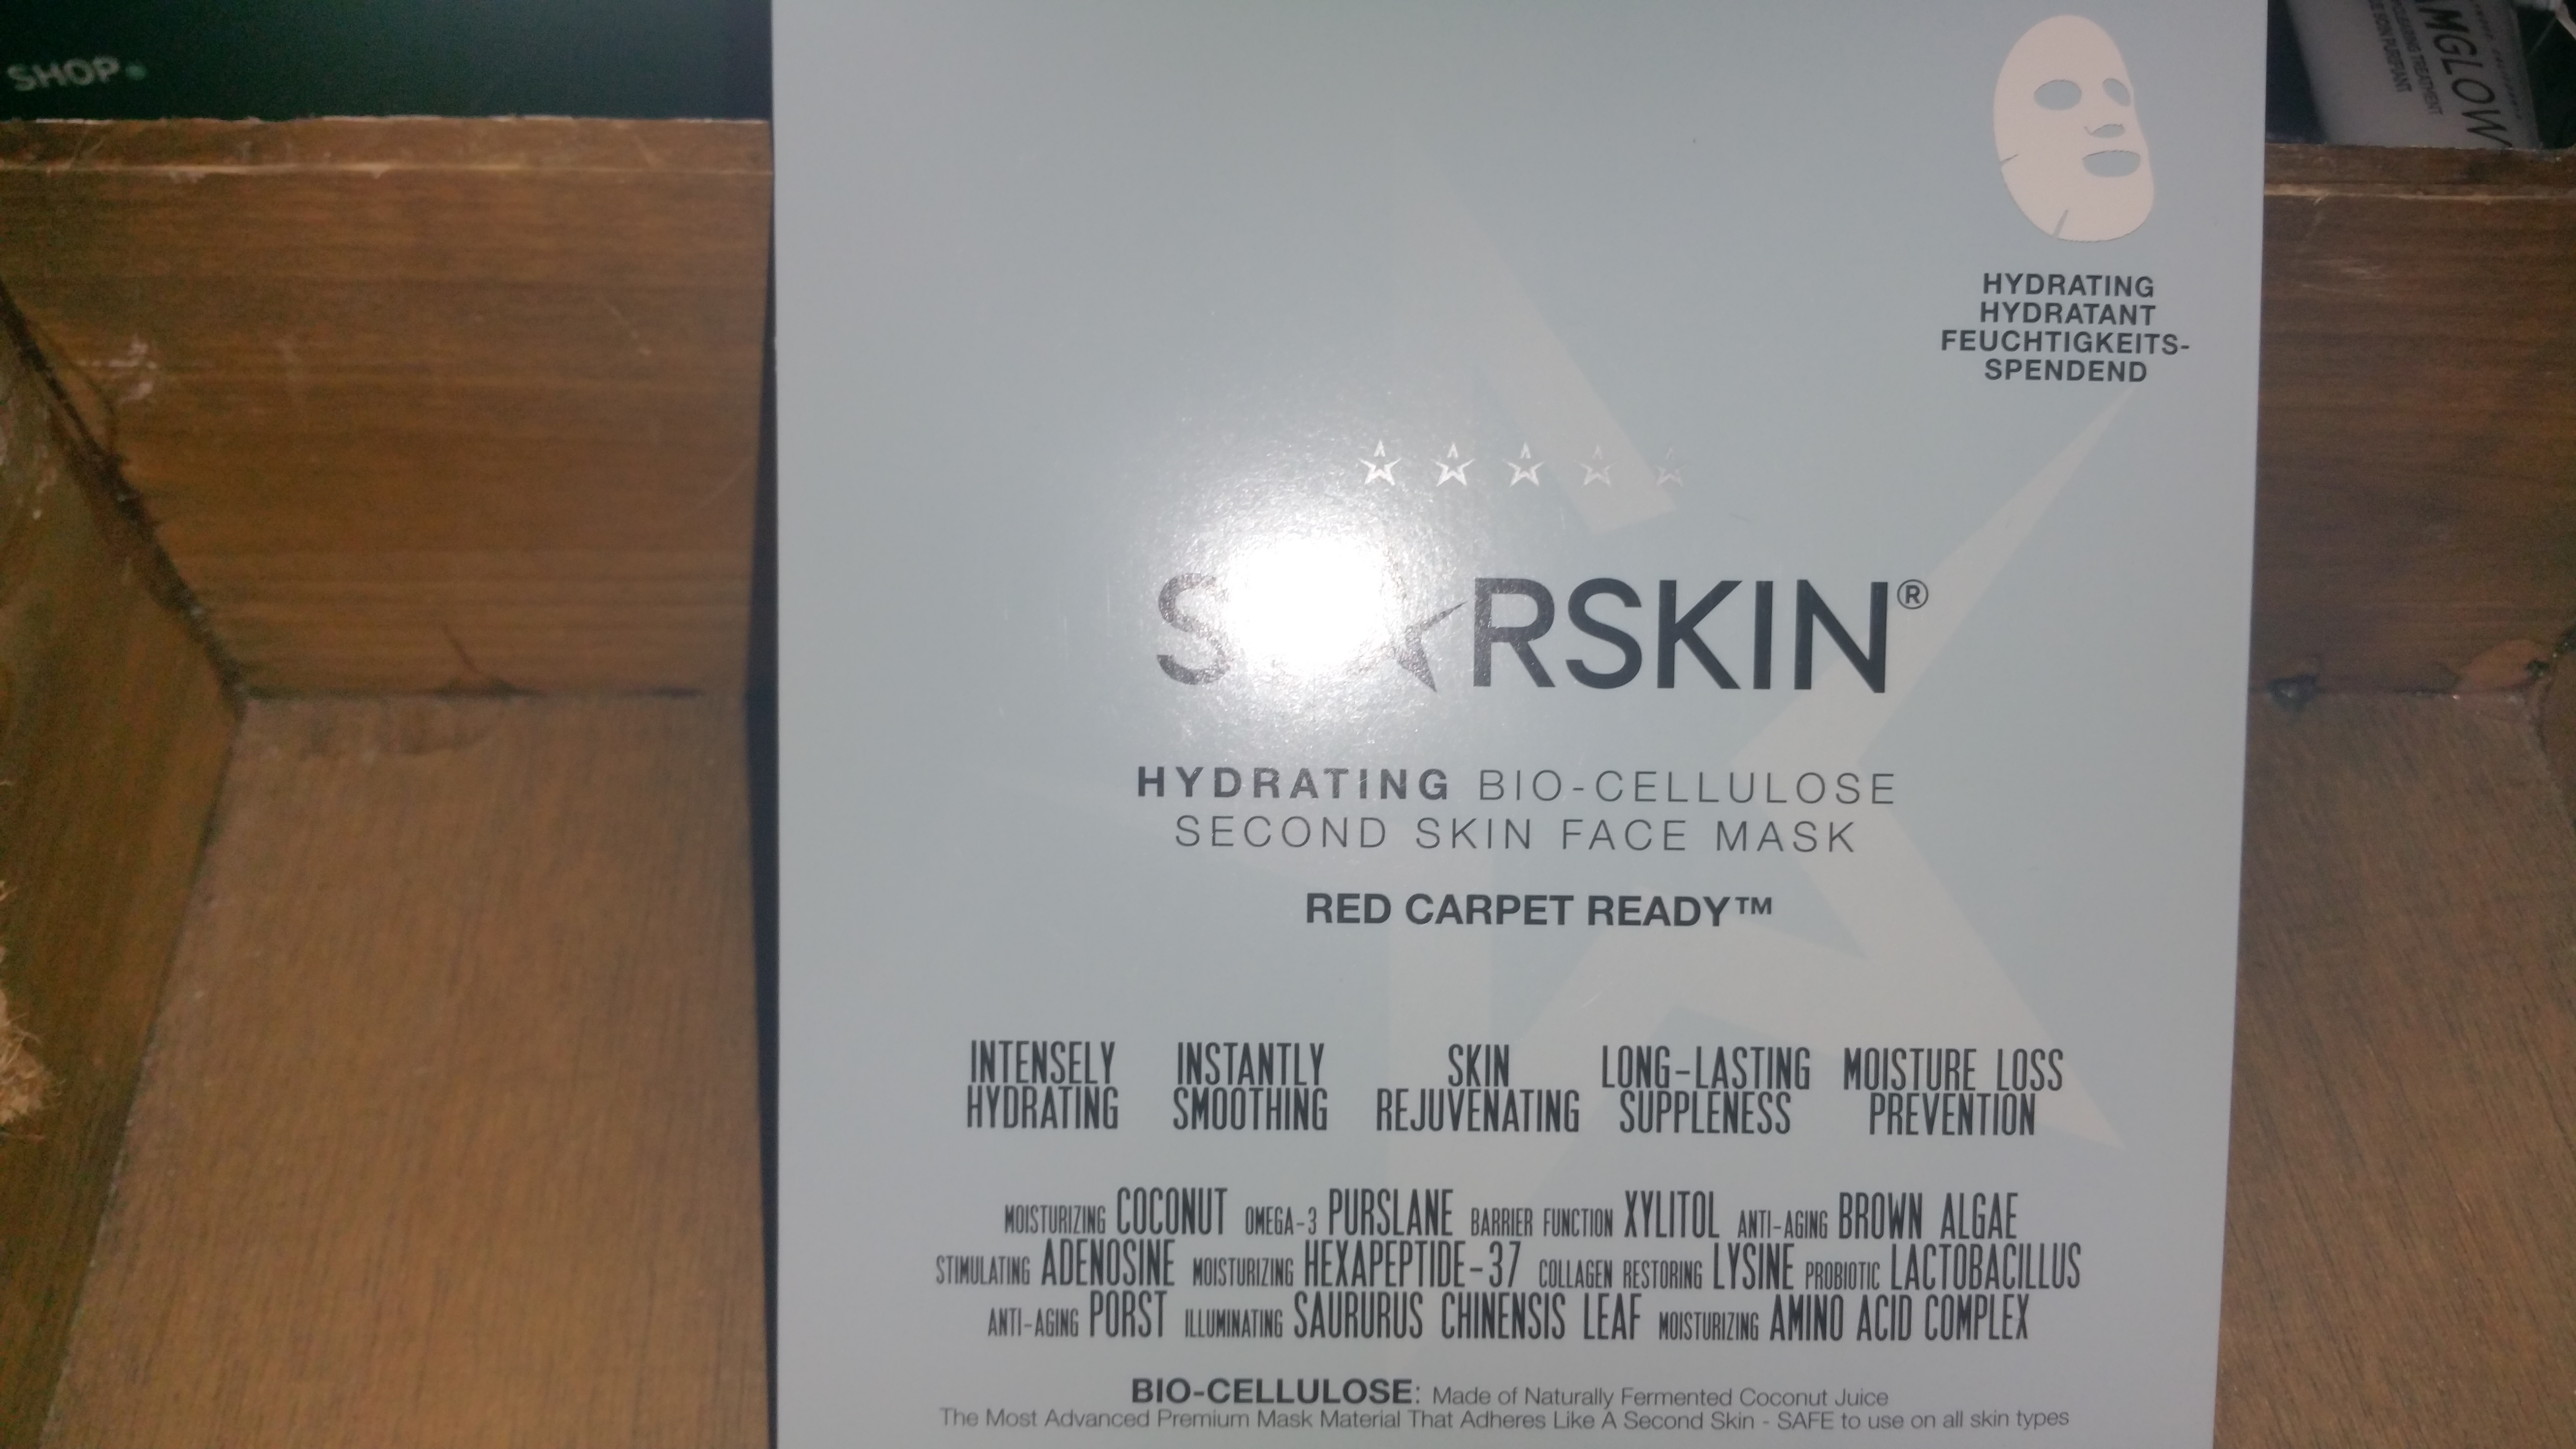 SHOP
AMGLOW
HYDRATING
HYDRATANT
FEUCHTIGKEITS-
SPENDEND
STARSKIN®
HYDRATING BIO-CELLULOSE
SECOND SKIN FACE MASK
RED CARPET READY™
INTENSELY HYDRATING
INSTANTLY SMOOTHING
SKIN REJUVENATING
LONG-LASTING SUPPLENESS
MOISTURE LOSS PREVENTION
MOISTURIZING COCONUT OMEGA-3 PURSLANE BARRIER FUNCTION XYLITOL ANTI-AGING BROWN ALGAE
STIMULATING ADENOSINE MOISTURIZING HEXAPEPTIDE-37 COLLAGEN RESTORING LYSINE PROBIOTIC LACTOBACILLUS
ANTI-AGING PORST ILLUMINATING SAURURUS CHINENSIS LEAF MOISTURIZING AMINO ACID COMPLEX
BIO-CELLULOSE: Made of Naturally Fermented Coconut Juice
The Most Advanced Premium Mask Material That Adheres Like A Second Skin - SAFE to use on all skin types